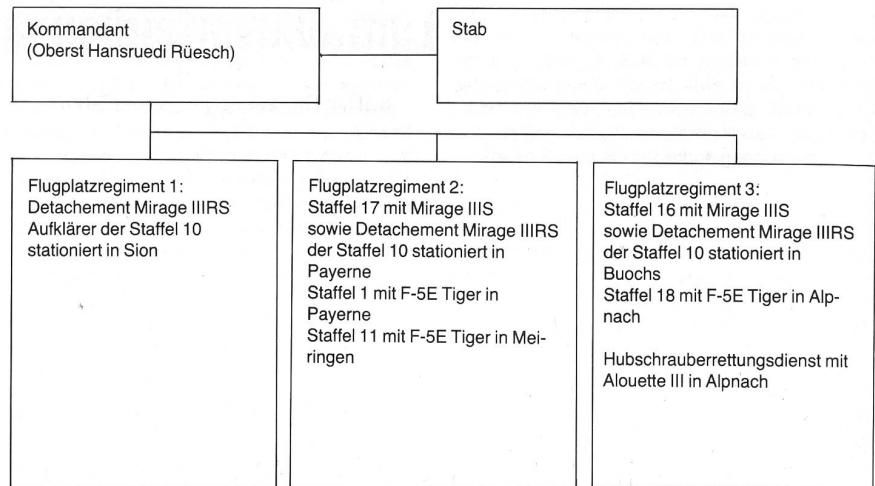 Kommandant
(Oberst Hansruedi Rüesch)
Stab
Flugplatzregiment 1:
Detachement Mirage IIIRS
Aufklärer der Staffel 10
stationiert in Sion
Flugplatzregiment 2:
Staffel 17 mit Mirage IIIS
sowie Detachement Mirage IIIRS
der Staffel 10 stationiert in
Payerne
Staffel 1 mit F-5E Tiger in
Payerne
Staffel 11 mit F-5E Tiger in Mei-
ringen
Flugplatzregiment 3:
Staffel 16 mit Mirage IIIS
sowie Detachement Mirage IIIRS
der Staffel 10 stationiert in
Buochs
Staffel 18 mit F-5E Tiger in Alp-
nach
Hubschrauberrettungsdienst mit
Alouette III in Alpnach